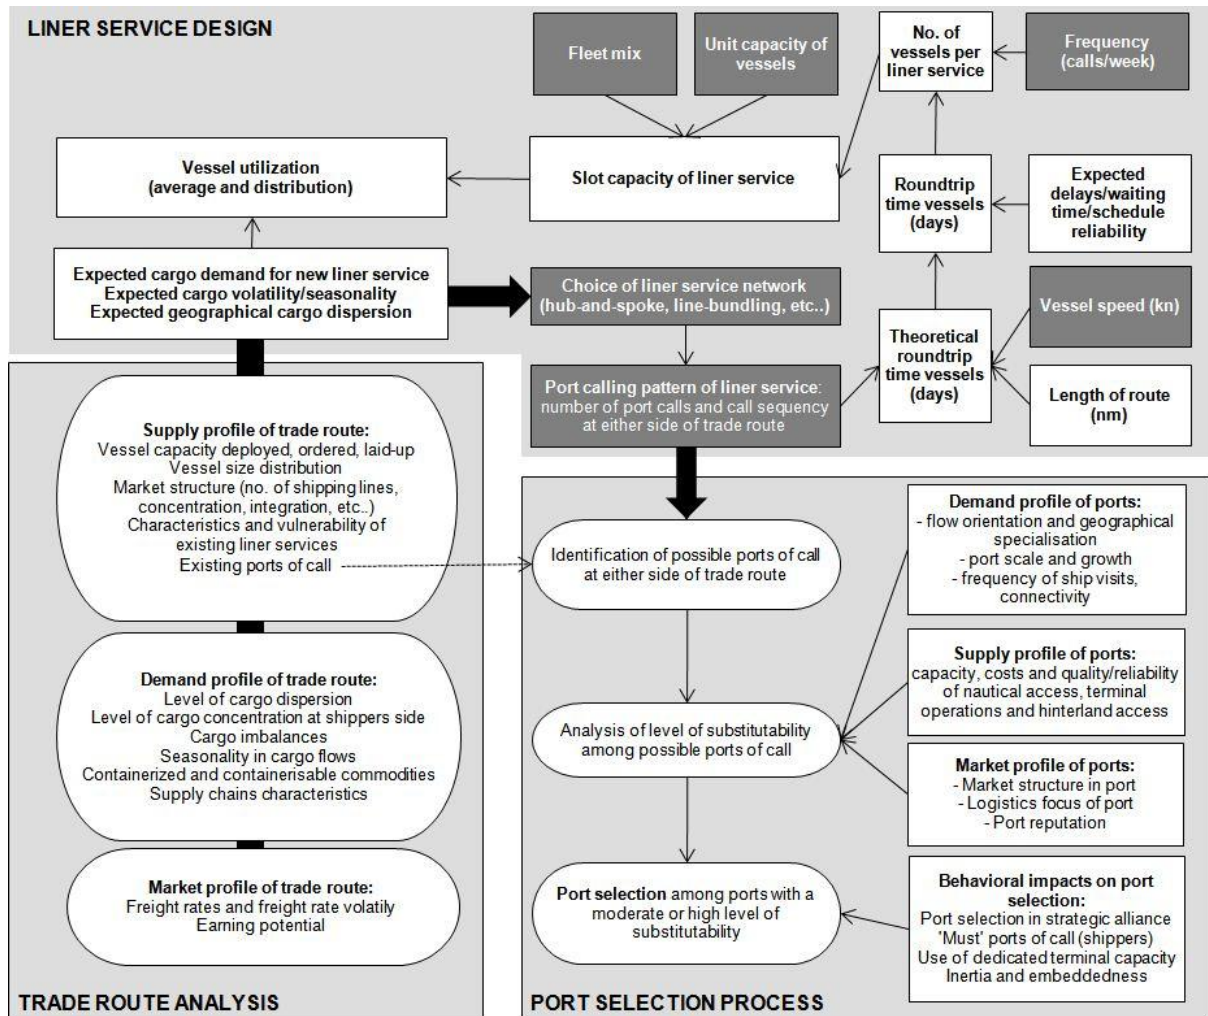 LINER SERVICE DESIGN
Fleet mix
Unit capacity of
vessels
No. of
vessels per
liner service
Frequency
(calls/week)
Vessel utilization
(average and distribution)
Slot capacity of liner service
Roundtrip
time vessels
(days)
Expected
delays/waiting
time/schedule
reliability
Expected cargo demand for new liner service
Expected cargo volatility/seasonality
Expected geographical cargo dispersion
Choice of liner service network
(hub-and-spoke, line-bundling, etc..)
Vessel speed (kn)
Theoretical
roundtrip
time vessels
(days)
Port calling pattern of liner service:
number of port calls and call sequency
at either side of trade route
Length of route
(nm)
Supply profile of trade route:
Vessel capacity deployed, ordered, laid-up
Vessel size distribution
Market structure (no. of shipping lines,
concentration, integration, etc..)
Characteristics and vulnerability of
existing liner services
Existing ports of call
Demand profile of trade route:
Level of cargo dispersion
Level of cargo concentration at shippers side
Cargo imbalances
Seasonality in cargo flows
Containerized and containerisable commodities
Supply chains characteristics
Market profile of trade route:
Freight rates and freight rate volatily
Earning potential
TRADE ROUTE ANALYSIS
Identification of possible ports of call
at either side of trade route
Analysis of level of substitutability
among possible ports of call
Port selection among ports with a
moderate or high level of
substitutability
Demand profile of ports:
- flow orientation and geographical
specialisation
- port scale and growth
- frequency of ship visits,
connectivity
Supply profile of ports:
capacity, costs and quality/reliability
of nautical access, terminal
operations and hinterland access
Market profile of ports:
- Market structure in port
- Logistics focus of port
- Port reputation
Behavioral impacts on port
selection:
Port selection in strategic alliance
'Must' ports of call (shippers)
Use of dedicated terminal capacity
Inertia and embeddedness
PORT SELECTION PROCESS